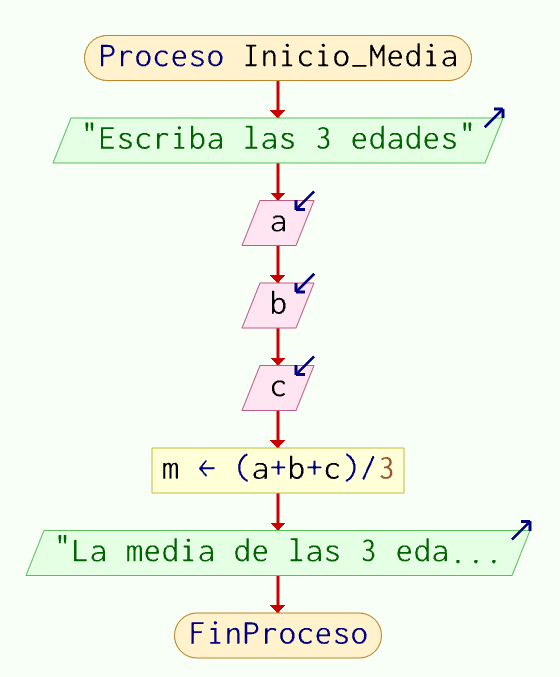 Proceso Inicio_Media
"Escriba las 3 edades"
a
b
c
m ← (a+b+c)/3
"La media de las 3 eda...
FinProceso